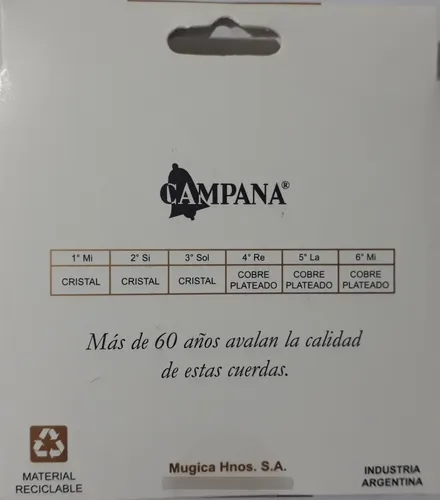 CAMPANA®
1° Mi 2° Si 3° Sol 4° Re 5° La 6° Mi
CRISTAL CRISTAL CRISTAL COBRE PLATEADO COBRE PLATEADO COBRE PLATEADO
Más de 60 años avalan la calidad
de estas cuerdas.
MATERIAL
RECICLABLE
Mugica Hnos. S.A.
INDUSTRIA
ARGENTINA